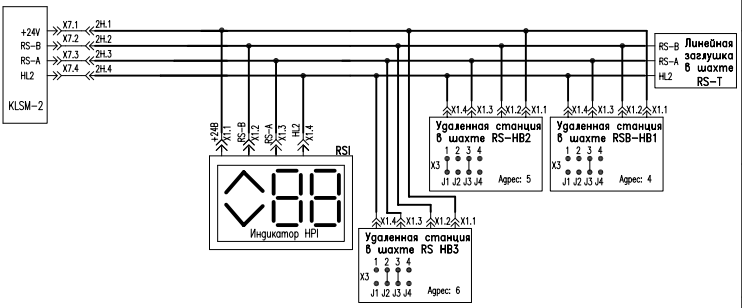 +24V X7.1 2H.1
RS-B X7.2 2H.2
RS-A X7.3 2H.3
HL2 X7.4 2H.4
KLSM-2
RS-B
RS-A
HL2
Линейная
заглушка
в шахте
RS-T
+24B X1.1
RS-B X1.2
RS-A X1.3
HL2 X1.4
RSI
Индикатор HPI
X1.4 X1.3 X1.2 X1.1
Удаленная станция
в шахте RS-HB2
1 2 3 4
X3
J1 J2 J3 J4
Адрес: 5
X1.4 X1.3 X1.2 X1.1
Удаленная станция
в шахте RSB-HB1
1 2 3 4
X3
J1 J2 J3 J4
Адрес: 4
X1.4 X1.3 X1.2 X1.1
Удаленная станция
в шахте RS HB3
1 2 3 4
X3
J1 J2 J3 J4
Адрес: 6